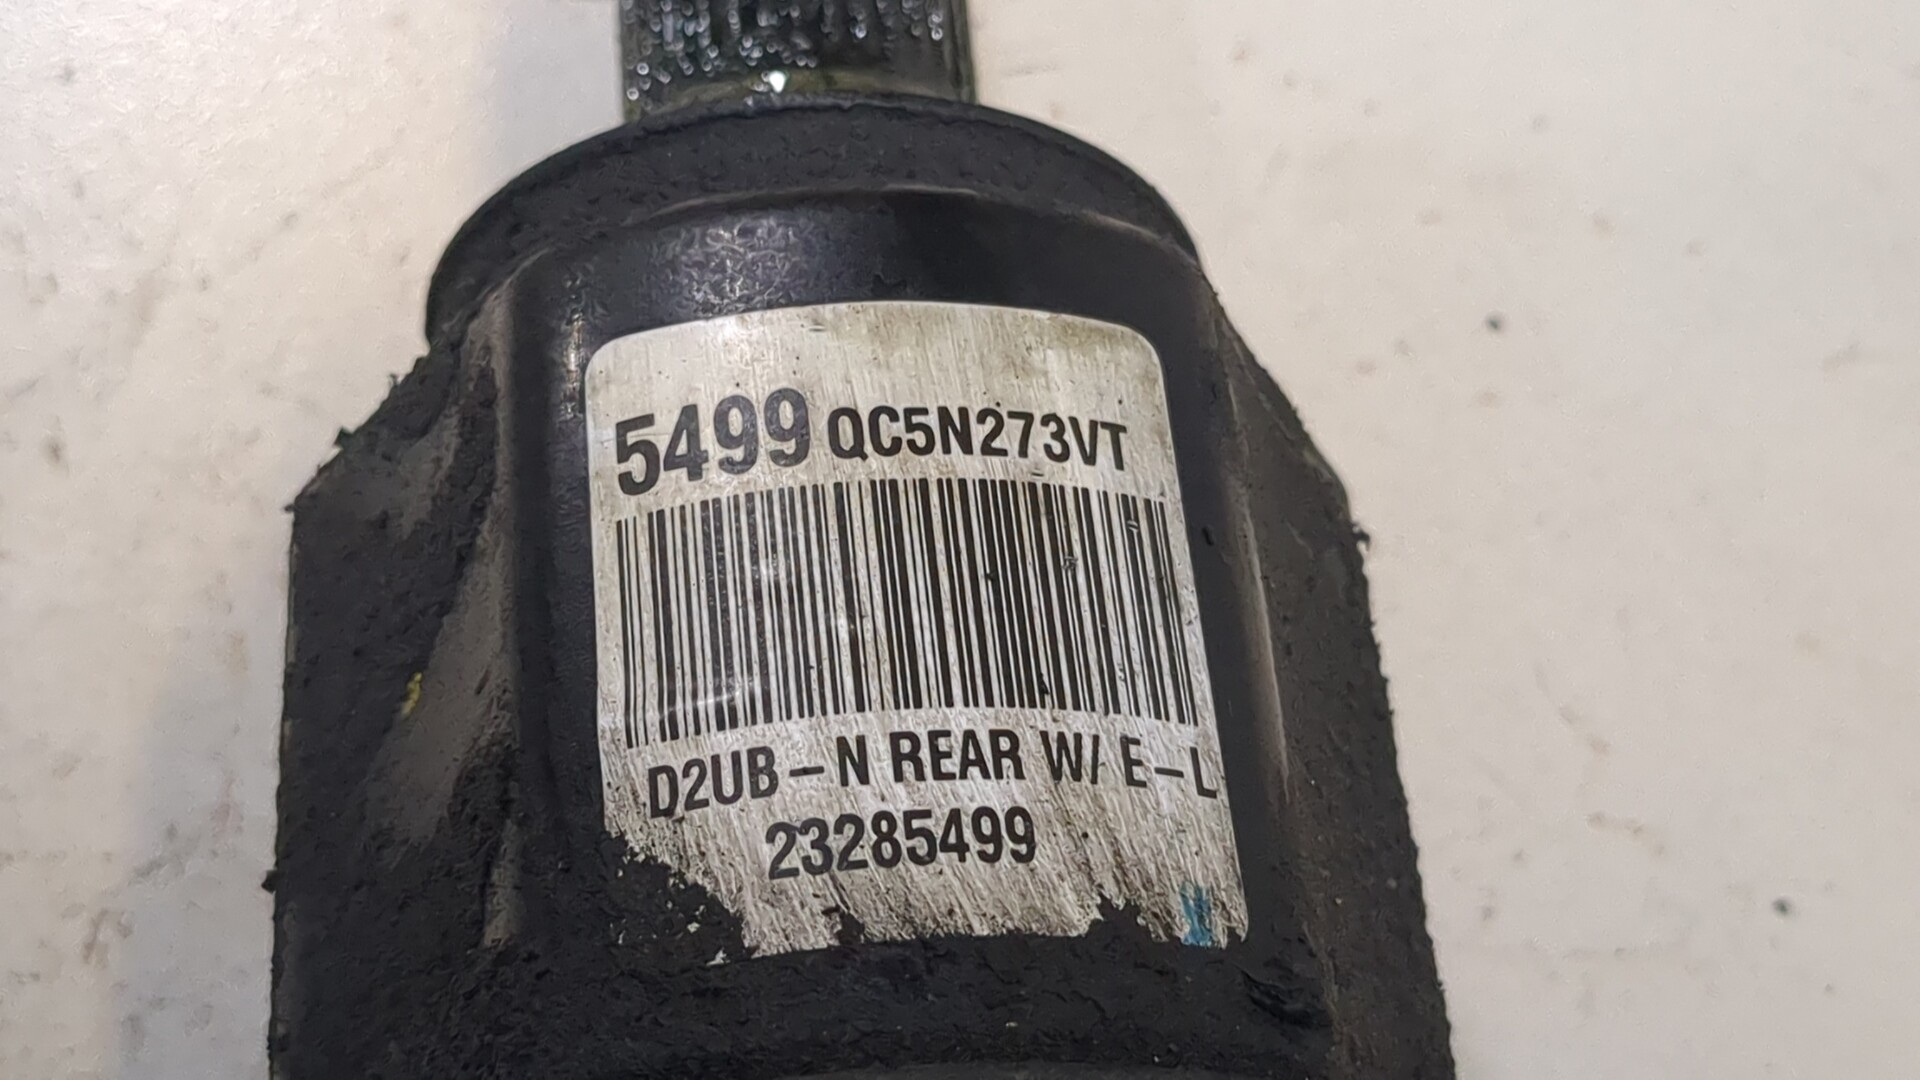 5499 QC5N273VT
D2UB-N REAR W/ E-L
23285499